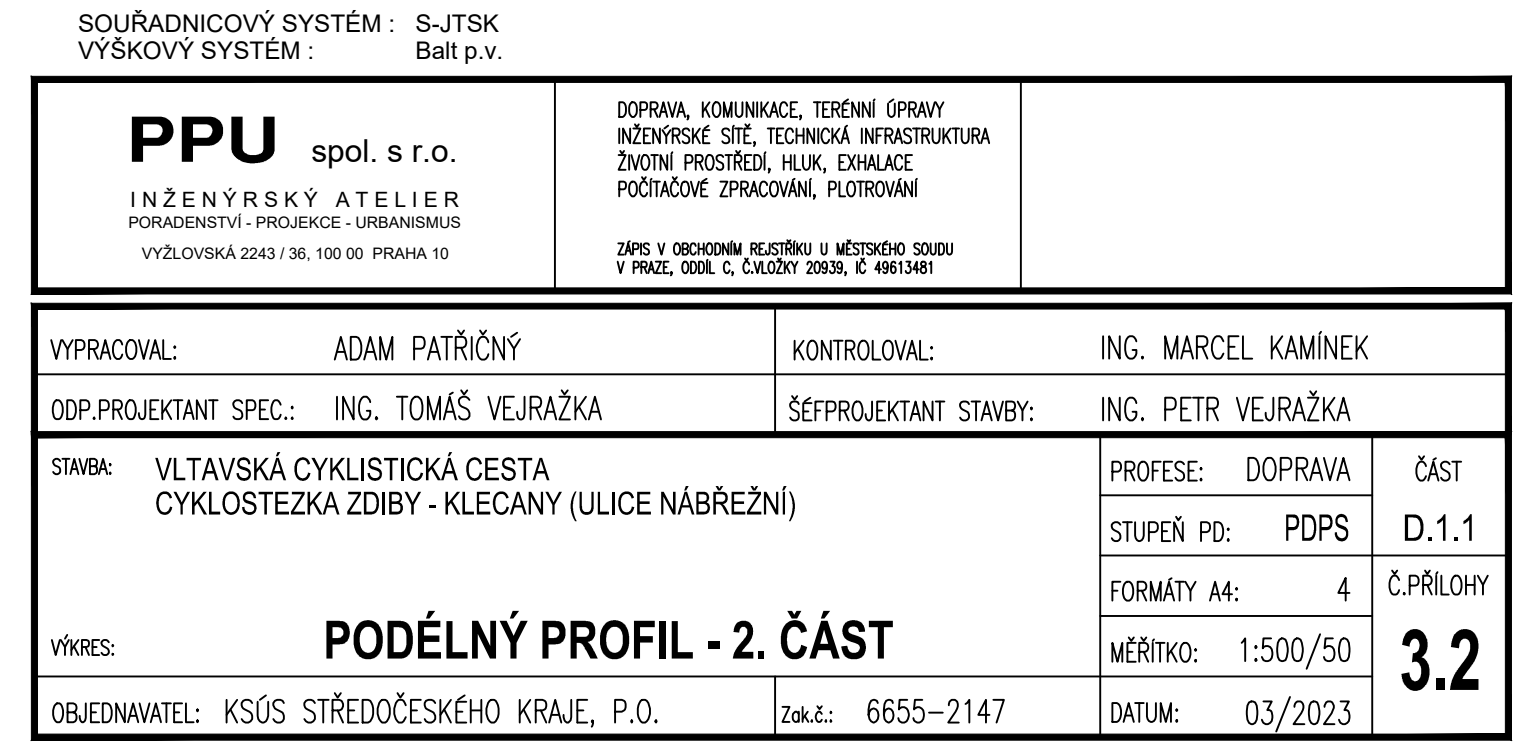 SOUŘADNICOVÝ SYSTÉM : S-JTSK
VÝŠKOVÝ SYSTÉM : Balt p.v.
PPU spol. s r.o.
INŽENÝRSKÝ ATELIER
PORADENSTVÍ - PROJEKCE - URBANISMUS
VYŽLOVSKÁ 2243 / 36, 100 00 PRAHA 10
DOPRAVA, KOMUNIKACE, TERÉNNÍ ÚPRAVY
INŽENÝRSKÉ SÍTĚ, TECHNICKÁ INFRASTRUKTURA
ŽIVOTNÍ PROSTŘEDÍ, HLUK, EXHALACE
POČÍTAČOVÉ ZPRACOVÁNÍ, PLOTROVÁNÍ
ZÁPIS V OBCHODNÍM REJSTŘÍKU U MĚSTSKÉHO SOUDU
V PRAZE, ODDÍL C, Č.VLOŽKY 20939, IČ 49613481
VYPRACOVAL: ADAM PATŘIČNÝ
KONTROLOVAL: ING. MARCEL KAMÍNEK
ODP.PROJEKTANT SPEC.: ING. TOMÁŠ VEJRAŽKA
ŠÉFPROJEKTANT STAVBY: ING. PETR VEJRAŽKA
STAVBA: VLTAVSKÁ CYKLISTICKÁ CESTA
CYKLOSTEZKA ZDIBY - KLECANY (ULICE NÁBŘEŽNÍ)
VÝKRES: PODÉLNÝ PROFIL - 2. ČÁST
OBJEDNAVATEL: KSÚS STŘEDOČESKÉHO KRAJE, P.O.
Zak.č.: 6655-2147
PROFESE: DOPRAVA
STUPEŇ PD: PDPS
FORMÁTY A4: 4
MĚŘÍTKO: 1:500/50
DATUM: 03/2023
ČÁST
D.1.1
Č.PŘÍLOHY
3.2